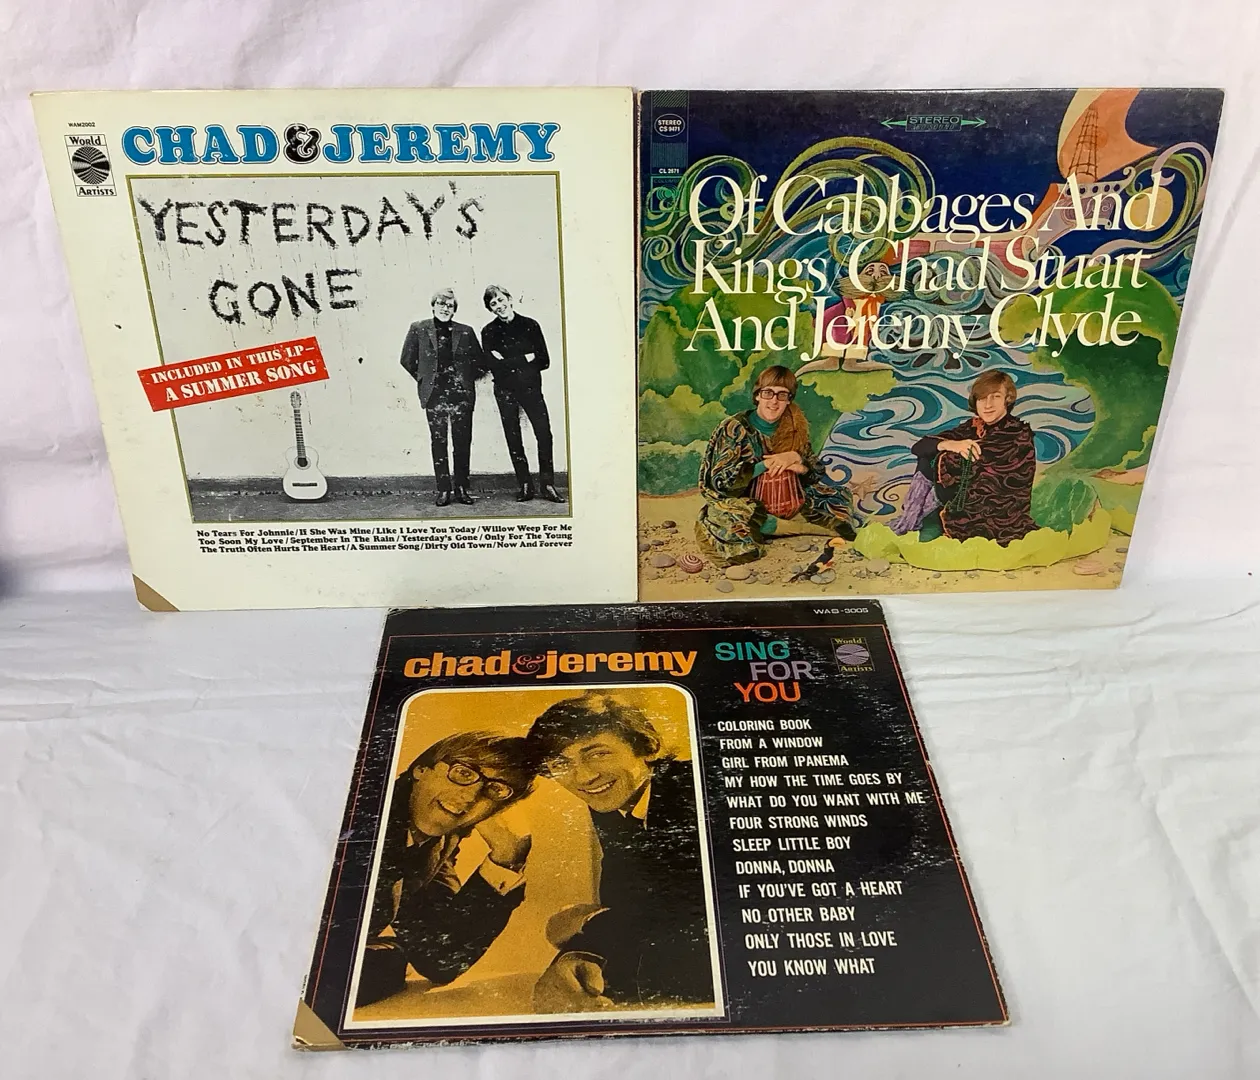 WAM2002
World
Artists
CHAD & JEREMY
YESTERDAY'S
GONE
INCLUDED IN THIS LP-
A SUMMER SONG
No Tears For Johnnie/If She Was Mine/Like I Love You Today/Willow Weep For Me
Too Soon My Love/September In The Rain/Yesterday's Gone/Only For The Young
The Truth Often Hurts The Heart/A Summer Song/Dirty Old Town/Now And Forever
STEREO
CS 9471
CL 2671
STEREO
Of Cabbages And
Kings/Chad Stuart
And Jeremy Clyde
STEREO
WAS-3005
World
Artists
chad & jeremy
SING
FOR
YOU
COLORING BOOK
FROM A WINDOW
GIRL FROM IPANEMA
MY HOW THE TIME GOES BY
WHAT DO YOU WANT WITH ME
FOUR STRONG WINDS
SLEEP LITTLE BOY
DONNA, DONNA
IF YOU'VE GOT A HEART
NO OTHER BABY
ONLY THOSE IN LOVE
YOU KNOW WHAT